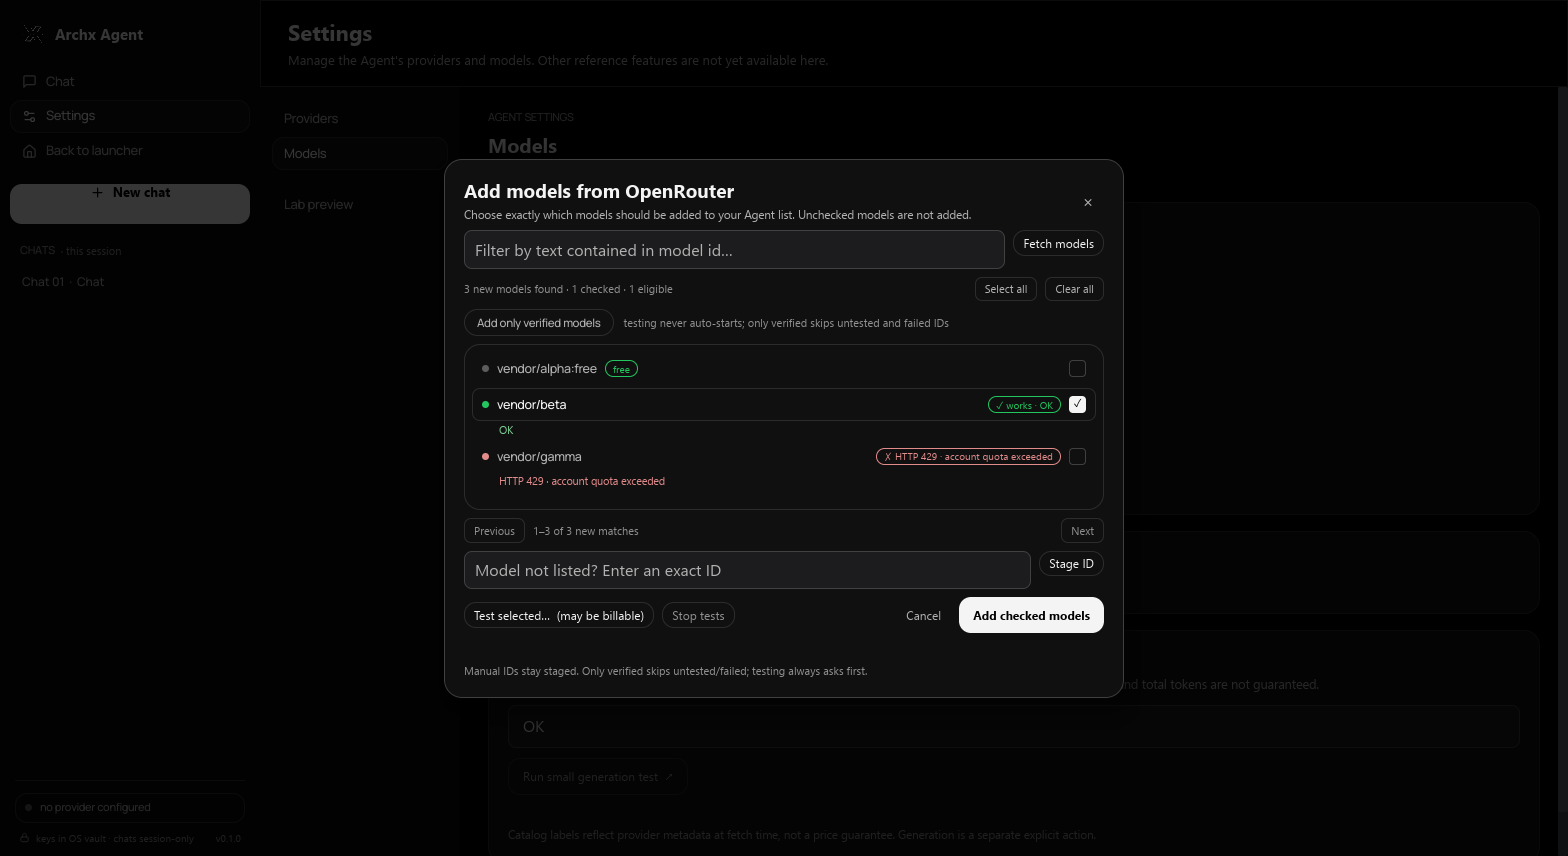 Archx Agent
Chat
Settings
Back to launcher
+ New chat
CHATS · this session
Chat 01 · Chat
no provider configured
keys in OS vault · chats session-only v0.1.0
Settings
Manage the Agent's providers and models. Other reference features are not yet available here.
Providers
Models
Lab preview
AGENT SETTINGS
Models
Add models from OpenRouter
×
Choose exactly which models should be added to your Agent list. Unchecked models are not added.
Filter by text contained in model id...
Fetch models
3 new models found · 1 checked · 1 eligible
Select all
Clear all
Add only verified models
testing never auto-starts; only verified skips untested and failed IDs
vendor/alpha:free free
vendor/beta ✓ works · OK ✓
OK
vendor/gamma ✗ HTTP 429 · account quota exceeded
HTTP 429 · account quota exceeded
Previous 1–3 of 3 new matches Next
Model not listed? Enter an exact ID
Stage ID
Test selected... (may be billable)
Stop tests
Cancel
Add checked models
Manual IDs stay staged. Only verified skips untested/failed; testing always asks first.
nd total tokens are not guaranteed.
OK
Run small generation test ↗
Catalog labels reflect provider metadata at fetch time, not a price guarantee. Generation is a separate explicit action.